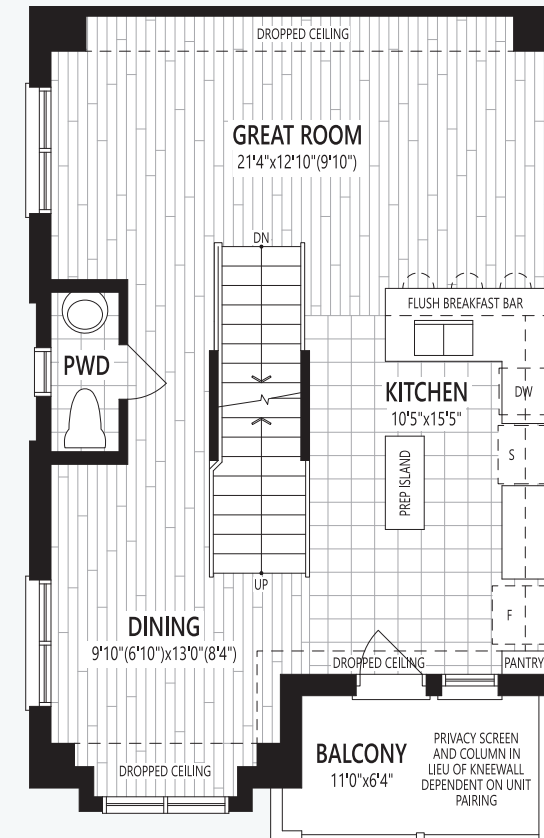 DROPPED CEILING
GREAT ROOM
21'4"x12'10"(9'10")
DN
FLUSH BREAKFAST BAR
PWD
KITCHEN
10'5"x15'5"
DW
S
PREP ISLAND
UP
F
DINING
9'10"(6'10")x13'0"(8'4")
DROPPED CEILING
PANTRY
DROPPED CEILING
BALCONY
11'0"x6'4"
PRIVACY SCREEN
AND COLUMN IN
LIEU OF KNEEWALL
DEPENDENT ON UNIT
PAIRING